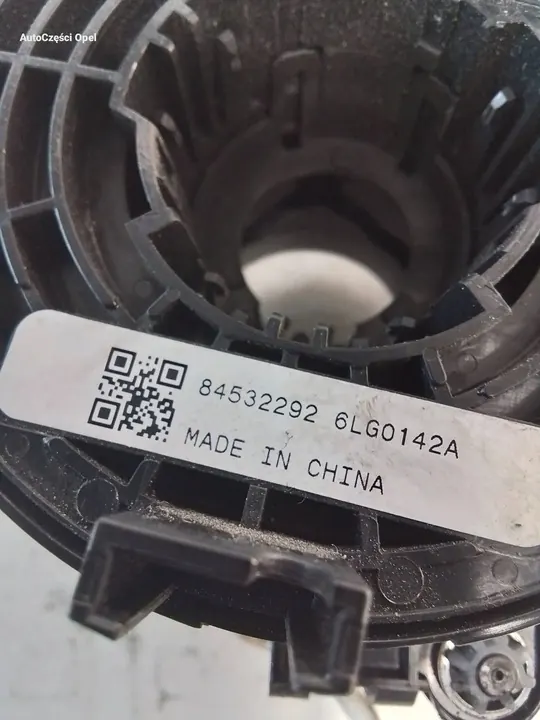 AutoCzęści Opel
84532292 6LG0142A
MADE IN CHINA